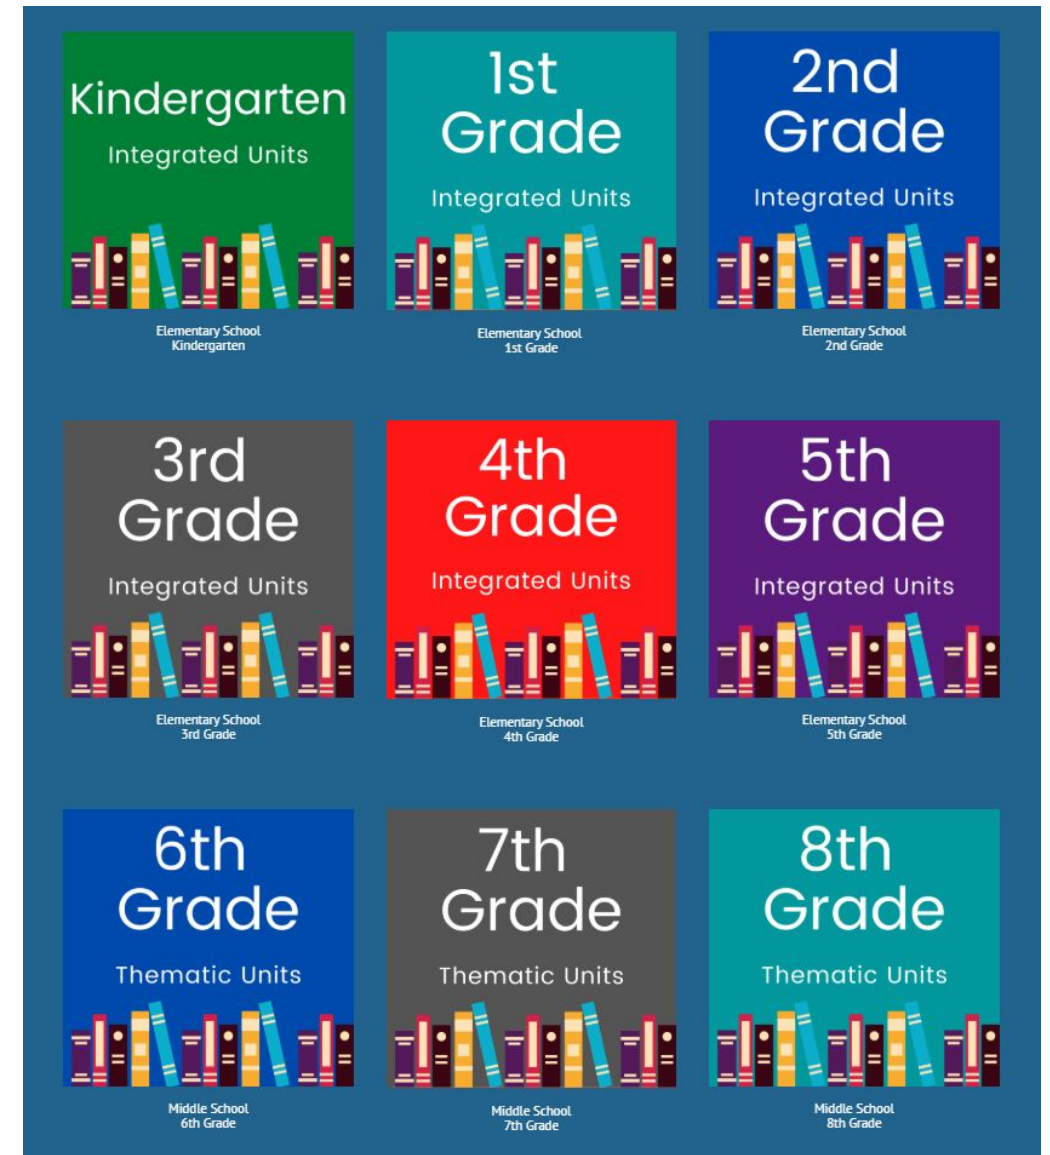 Kindergarten
Integrated Units
Elementary School
Kindergarten
1st
Grade
Integrated Units
Elementary School
1st Grade
2nd
Grade
Integrated Units
Elementary School
2nd Grade
3rd
Grade
Integrated Units
Elementary School
3rd Grade
4th
Grade
Integrated Units
Elementary School
4th Grade
5th
Grade
Integrated Units
Elementary School
5th Grade
6th
Grade
Thematic Units
Middle School
6th Grade
7th
Grade
Thematic Units
Middle School
7th Grade
8th
Grade
Thematic Units
Middle School
8th Grade